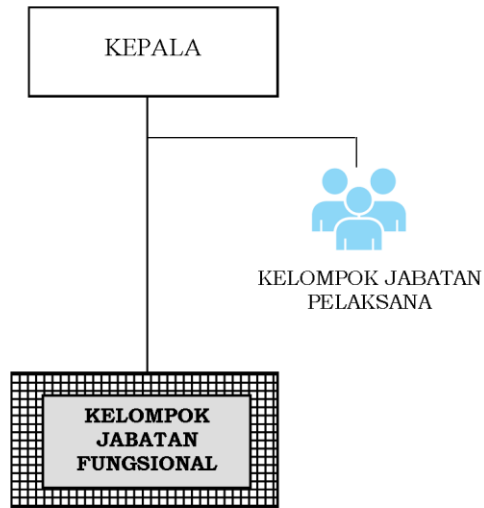 KEPALA
KELOMPOK JABATAN
PELAKSANA
KELOMPOK
JABATAN
FUNGSIONAL